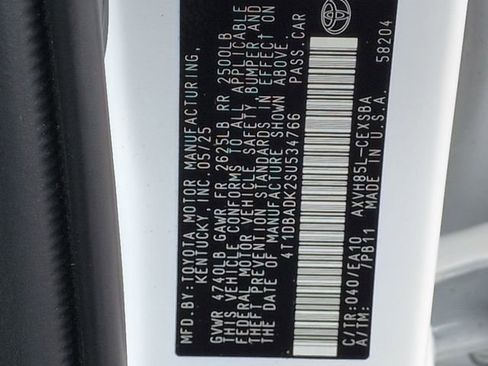 MFD.BY:TOYOTA MOTOR MANUFACTURING,
KENTUCKY,INC.05/25
GVWR 4740LB GAWR FR 2625LB RR 2500LB
THIS VEHICLE CONFORMS TO ALL APPLICABLE
FEDERAL MOTOR VEHICLE SAFETY, BUMPER, AND
THEFT PREVENTION STANDARDS IN EFFECT ON
THE DATE OF MANUFACTURE SHOWN ABOVE.
4T1DBADK2SU534766 PASS.CAR
C/TR:040/EA10 AXVH85L-CEXSBA
A/TM: /PB11 MADE IN U.S.A. 58204